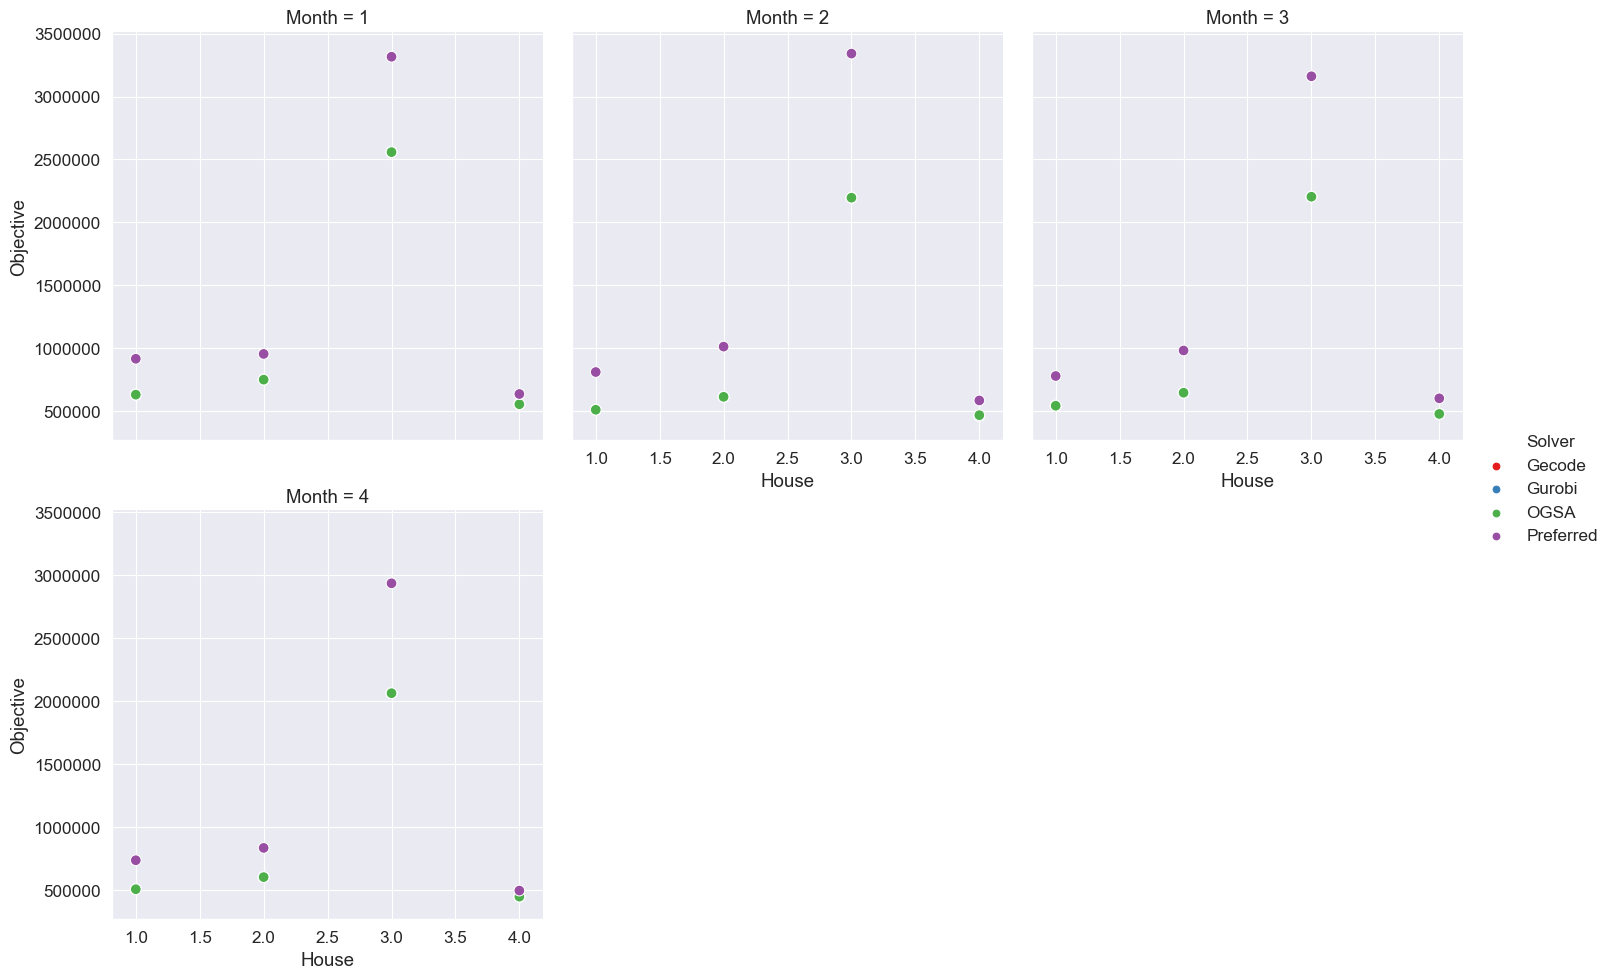 Month = 1
Month = 2
Month = 3
3500000
3000000
2500000
2000000
1500000
1000000
500000
Objective
1.0 1.5 2.0 2.5 3.0 3.5 4.0
House
1.0 1.5 2.0 2.5 3.0 3.5 4.0
House
Solver
Gecode
Gurobi
OGSA
Preferred
Month = 4
3500000
3000000
2500000
2000000
1500000
1000000
500000
Objective
1.0 1.5 2.0 2.5 3.0 3.5 4.0
House